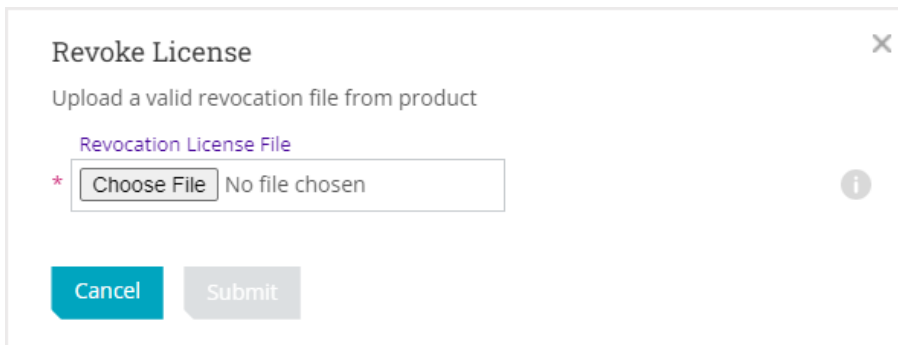 Revoke License
Upload a valid revocation file from product
Revocation License File
* Choose File No file chosen
Cancel Submit